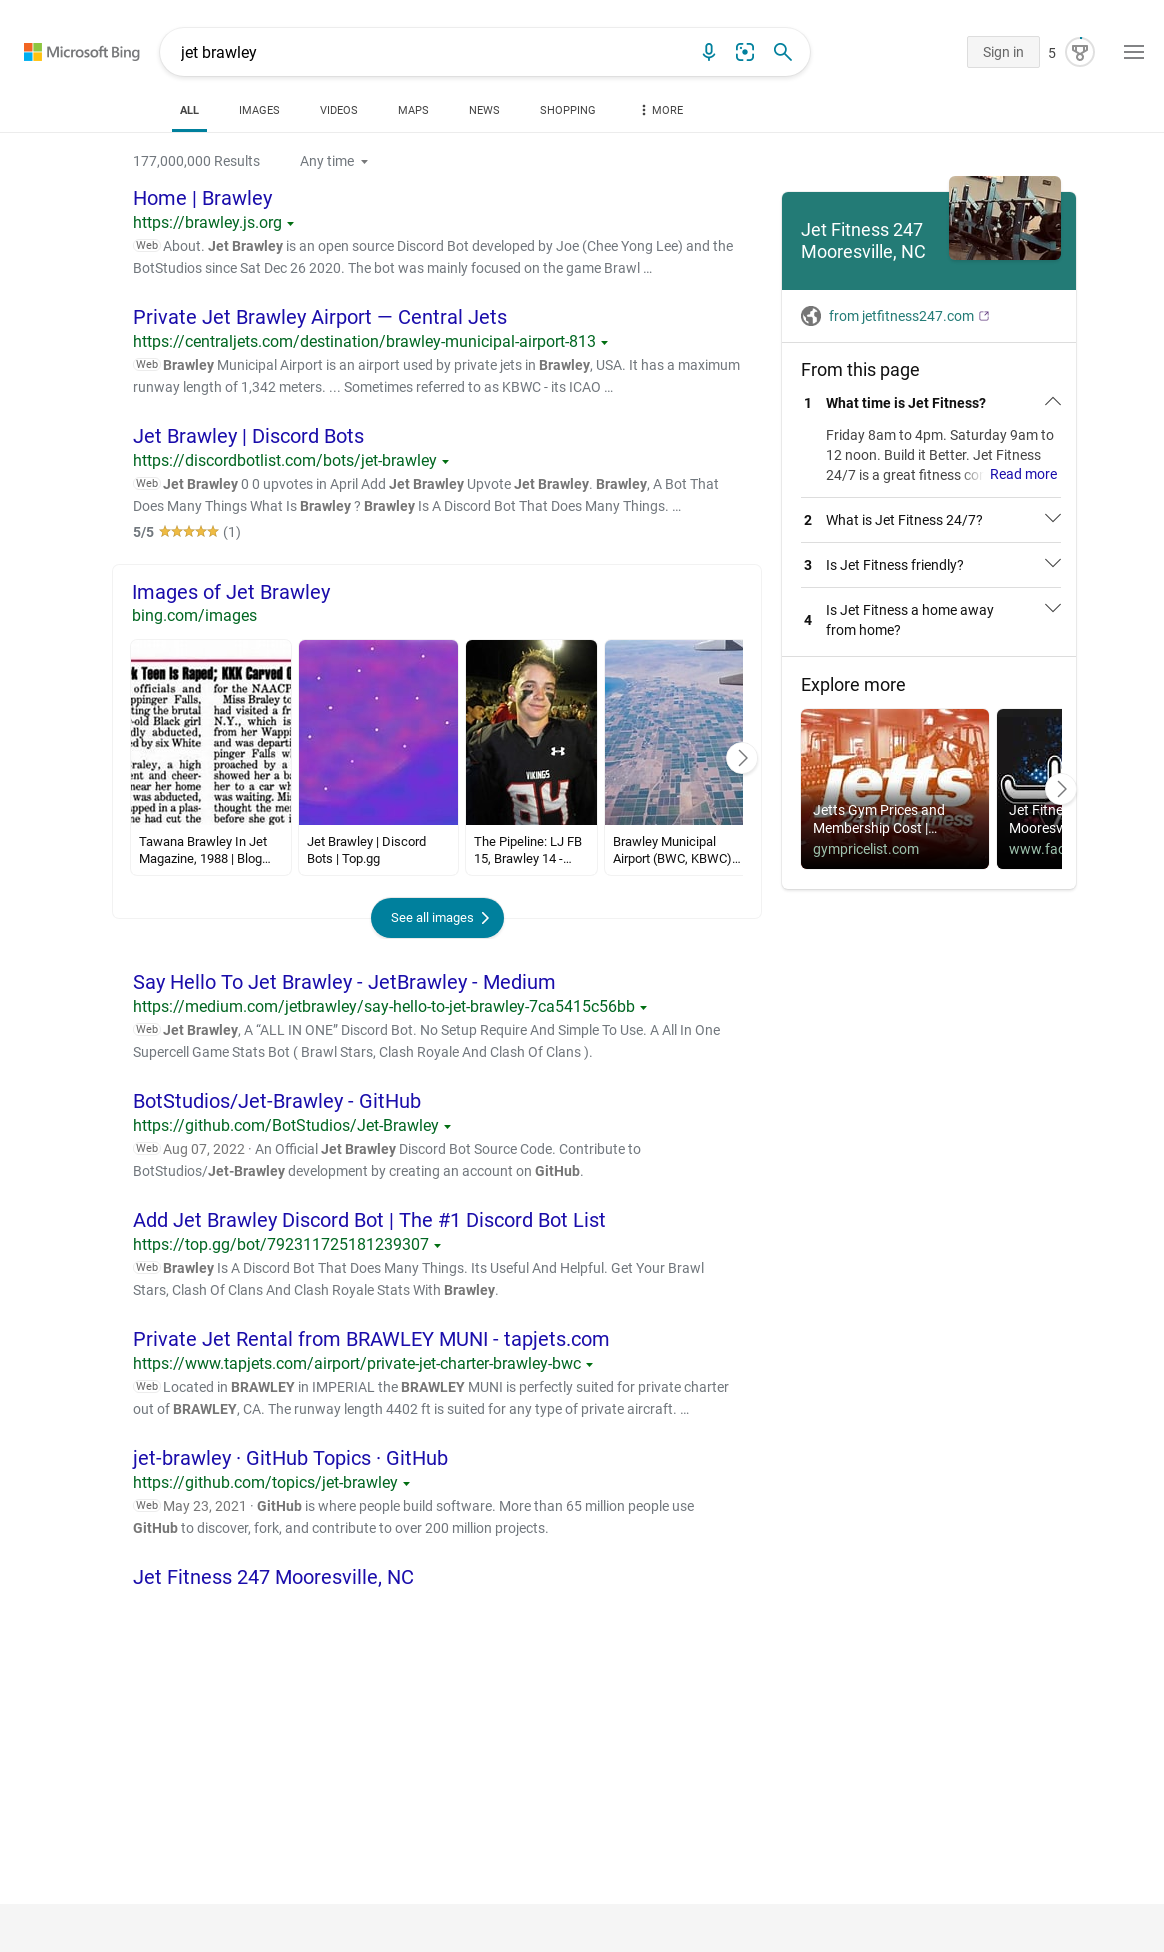 Microsoft Bing
jet brawley
Sign in
5
ALL
IMAGES
VIDEOS
MAPS
NEWS
SHOPPING
MORE
177,000,000 Results
Any time
Home | Brawley
https://brawley.js.org
Web About. Jet Brawley is an open source Discord Bot developed by Joe (Chee Yong Lee) and the
BotStudios since Sat Dec 26 2020. The bot was mainly focused on the game Brawl …
Private Jet Brawley Airport — Central Jets
https://centraljets.com/destination/brawley-municipal-airport-813
Web Brawley Municipal Airport is an airport used by private jets in Brawley, USA. It has a maximum
runway length of 1,342 meters. ... Sometimes referred to as KBWC - its ICAO …
Jet Brawley | Discord Bots
https://discordbotlist.com/bots/jet-brawley
Web Jet Brawley 0 0 upvotes in April Add Jet Brawley Upvote Jet Brawley. Brawley, A Bot That
Does Many Things What Is Brawley ? Brawley Is A Discord Bot That Does Many Things. …
5/5 (1)
Images of Jet Brawley
bing.com/images
k Teen Is Raped; KKK Carved
officials and
ppinger Falls,
ting the brutal
-old Black girl
dly abducted,
ed by six White
raley, a high
ent and cheer-
near her home
was abducted,
apped in a plas-
ne had cut the
for the NAACP
Miss Braley to
had visited a fr
N.Y., which is
from her Wappi
and was departi
pinger Falls wh
proached by a
showed her a ba
her to a car wh
was waiting. Mis
thought the me
before she got i
Tawana Brawley In Jet
Magazine, 1988 | Blog...
Jet Brawley | Discord
Bots | Top.gg
VIKINGS
84
The Pipeline: LJ FB
15, Brawley 14 -...
Brawley Municipal
Airport (BWC, KBWC)...
See all images
Say Hello To Jet Brawley - JetBrawley - Medium
https://medium.com/jetbrawley/say-hello-to-jet-brawley-7ca5415c56bb
Web Jet Brawley, A “ALL IN ONE” Discord Bot. No Setup Require And Simple To Use. A All In One
Supercell Game Stats Bot ( Brawl Stars, Clash Royale And Clash Of Clans ).
BotStudios/Jet-Brawley - GitHub
https://github.com/BotStudios/Jet-Brawley
Web Aug 07, 2022 · An Official Jet Brawley Discord Bot Source Code. Contribute to
BotStudios/Jet-Brawley development by creating an account on GitHub.
Add Jet Brawley Discord Bot | The #1 Discord Bot List
https://top.gg/bot/792311725181239307
Web Brawley Is A Discord Bot That Does Many Things. Its Useful And Helpful. Get Your Brawl
Stars, Clash Of Clans And Clash Royale Stats With Brawley.
Private Jet Rental from BRAWLEY MUNI - tapjets.com
https://www.tapjets.com/airport/private-jet-charter-brawley-bwc
Web Located in BRAWLEY in IMPERIAL the BRAWLEY MUNI is perfectly suited for private charter
out of BRAWLEY, CA. The runway length 4402 ft is suited for any type of private aircraft. …
jet-brawley · GitHub Topics · GitHub
https://github.com/topics/jet-brawley
Web May 23, 2021 · GitHub is where people build software. More than 65 million people use
GitHub to discover, fork, and contribute to over 200 million projects.
Jet Fitness 247 Mooresville, NC
Jet Fitness 247
Mooresville, NC
from jetfitness247.com
From this page
1 What time is Jet Fitness?
Friday 8am to 4pm. Saturday 9am to
12 noon. Build it Better. Jet Fitness
24/7 is a great fitness co Read more
2 What is Jet Fitness 24/7?
3 Is Jet Fitness friendly?
4 Is Jet Fitness a home away
from home?
Explore more
jetts
24 hour fitness
Jetts Gym Prices and
Membership Cost |...
gympricelist.com
Jet Fitne
Mooresv
www.fac